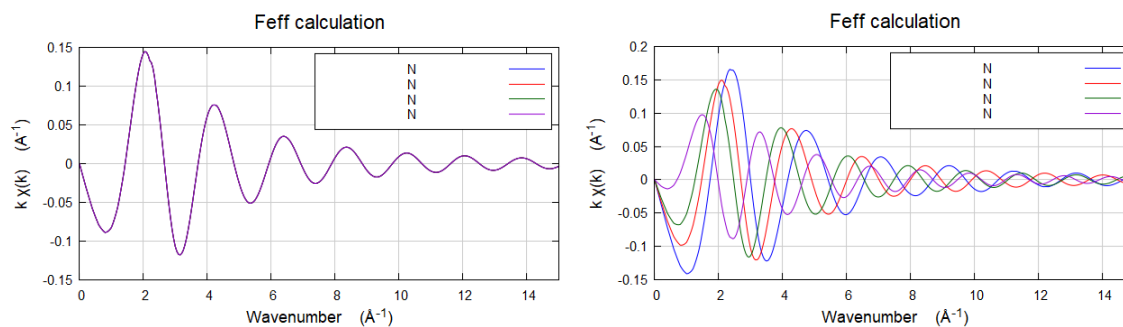 Feff calculation
0.15
0.1
0.05
0
-0.05
-0.1
-0.15
k χ(k) (Å⁻¹)
N
N
N
N
0 2 4 6 8 10 12 14
Wavenumber (Å⁻¹)
Feff calculation
0.2
0.15
0.1
0.05
0
-0.05
-0.1
-0.15
k χ(k) (Å⁻¹)
N
N
N
N
0 2 4 6 8 10 12 14
Wavenumber (Å⁻¹)